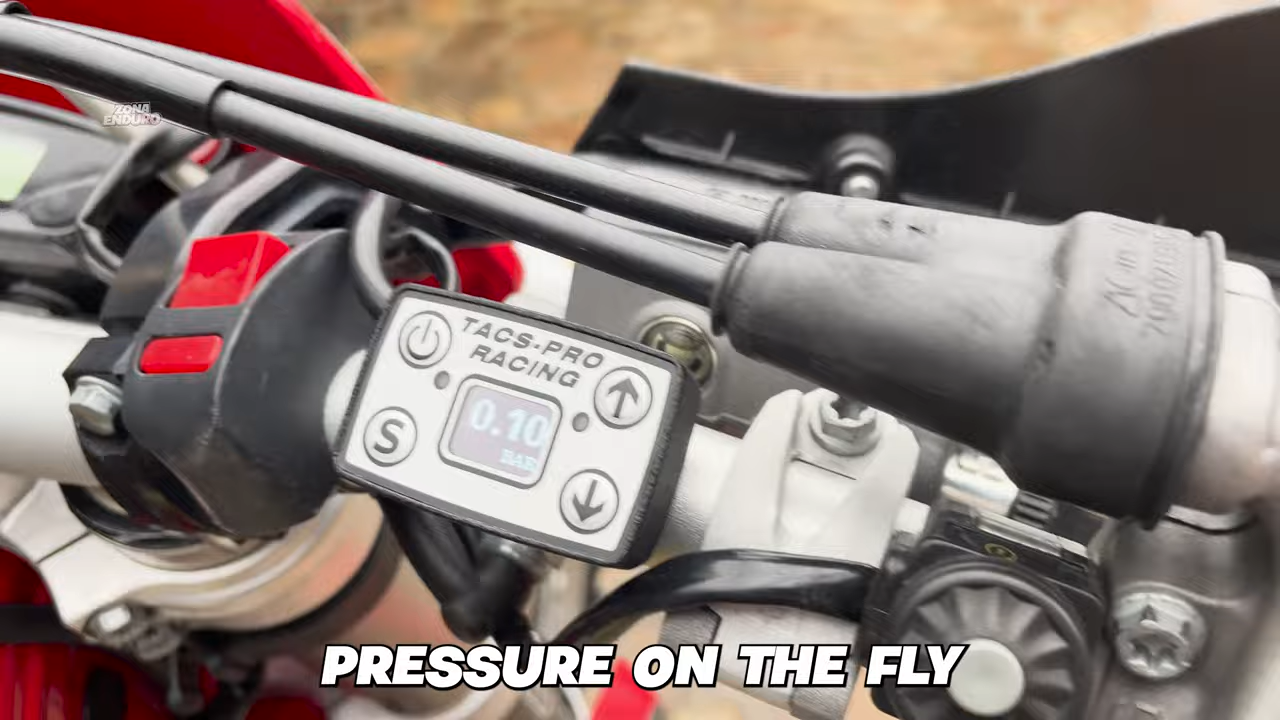 ZONA
ENDURO
TACS-PRO
RACING
S
0.10
BAR
PRESSURE ON THE FLY